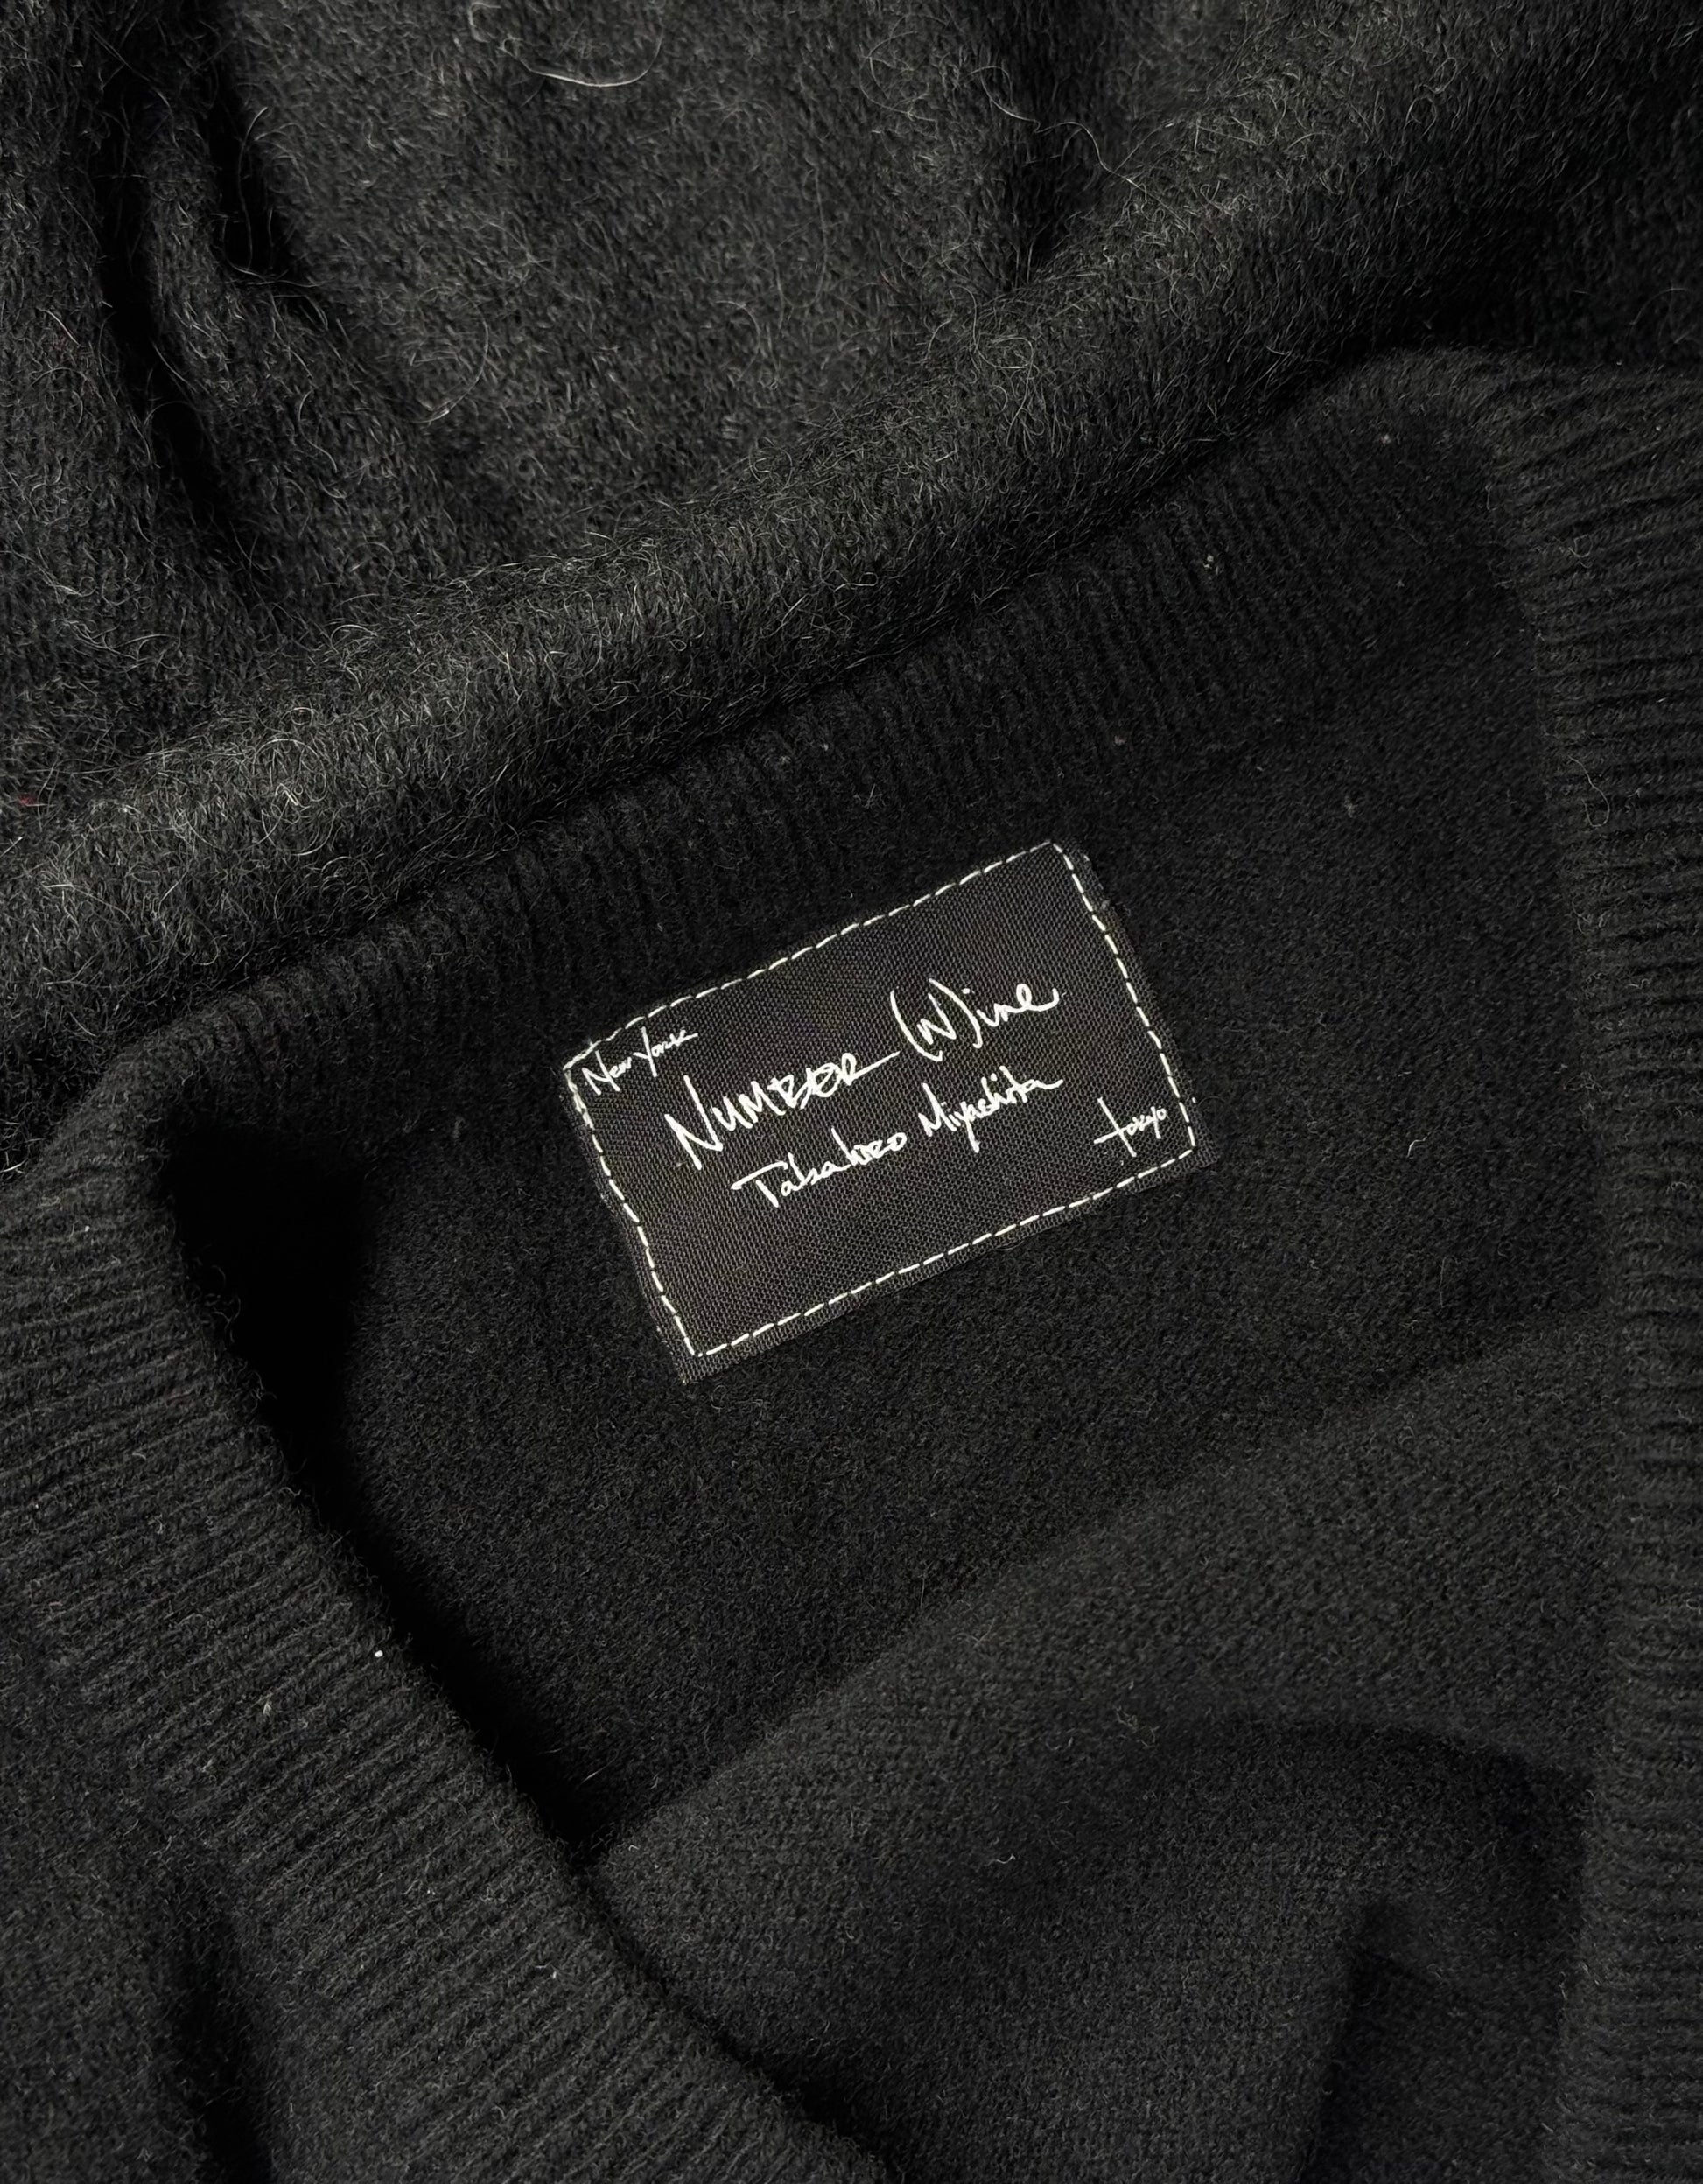 New York
NUMBER (N)ine
Takahiro Miyashita
tokyo